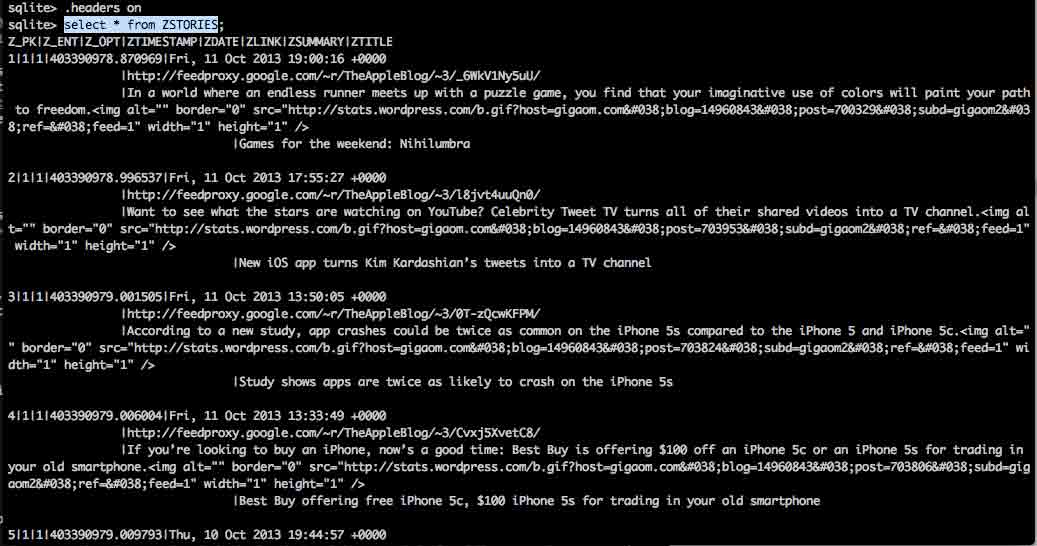 sqlite> .headers on
sqlite> select * from ZSTORIES;
Z_PK|Z_ENT|Z_OPT|ZTIMESTAMP|ZDATE|ZLINK|ZSUMMARY|ZTITLE
1|1|1|403390978.870969|Fri, 11 Oct 2013 19:00:16 +0000
|http://feedproxy.google.com/~r/TheAppleBlog/~3/_6WkV1Ny5uU/
|In a world where an endless runner meets up with a puzzle game, you find that your imaginative use of colors will paint your path
to freedom.<img alt="" border="0" src="http://stats.wordpress.com/b.gif?host=gigaom.com&#038;blog=14960843&#038;post=700329&#038;subd=gigaom2&#03
8;ref=&#038;feed=1" width="1" height="1" />
|Games for the weekend: Nihilumbra
2|1|1|403390978.996537|Fri, 11 Oct 2013 17:55:27 +0000
|http://feedproxy.google.com/~r/TheAppleBlog/~3/l8jvt4uuQn0/
|Want to see what the stars are watching on YouTube? Celebrity Tweet TV turns all of their shared videos into a TV channel.<img al
t="" border="0" src="http://stats.wordpress.com/b.gif?host=gigaom.com&#038;blog=14960843&#038;post=703953&#038;subd=gigaom2&#038;ref=&#038;feed=1"
width="1" height="1" />
|New iOS app turns Kim Kardashian’s tweets into a TV channel
3|1|1|403390979.001505|Fri, 11 Oct 2013 13:50:05 +0000
|http://feedproxy.google.com/~r/TheAppleBlog/~3/0T-zQcwKFPM/
|According to a new study, app crashes could be twice as common on the iPhone 5s compared to the iPhone 5 and iPhone 5c.<img alt="
" border="0" src="http://stats.wordpress.com/b.gif?host=gigaom.com&#038;blog=14960843&#038;post=703824&#038;subd=gigaom2&#038;ref=&#038;feed=1" wi
dth="1" height="1" />
|Study shows apps are twice as likely to crash on the iPhone 5s
4|1|1|403390979.006004|Fri, 11 Oct 2013 13:33:49 +0000
|http://feedproxy.google.com/~r/TheAppleBlog/~3/Cvxj5XvetC8/
|If you’re looking to buy an iPhone, now’s a good time: Best Buy is offering $100 off an iPhone 5c or an iPhone 5s for trading in
your old smartphone.<img alt="" border="0" src="http://stats.wordpress.com/b.gif?host=gigaom.com&#038;blog=14960843&#038;post=703806&#038;subd=gig
aom2&#038;ref=&#038;feed=1" width="1" height="1" />
|Best Buy offering free iPhone 5c, $100 iPhone 5s for trading in your old smartphone
5|1|1|403390979.009793|Thu, 10 Oct 2013 19:44:57 +0000